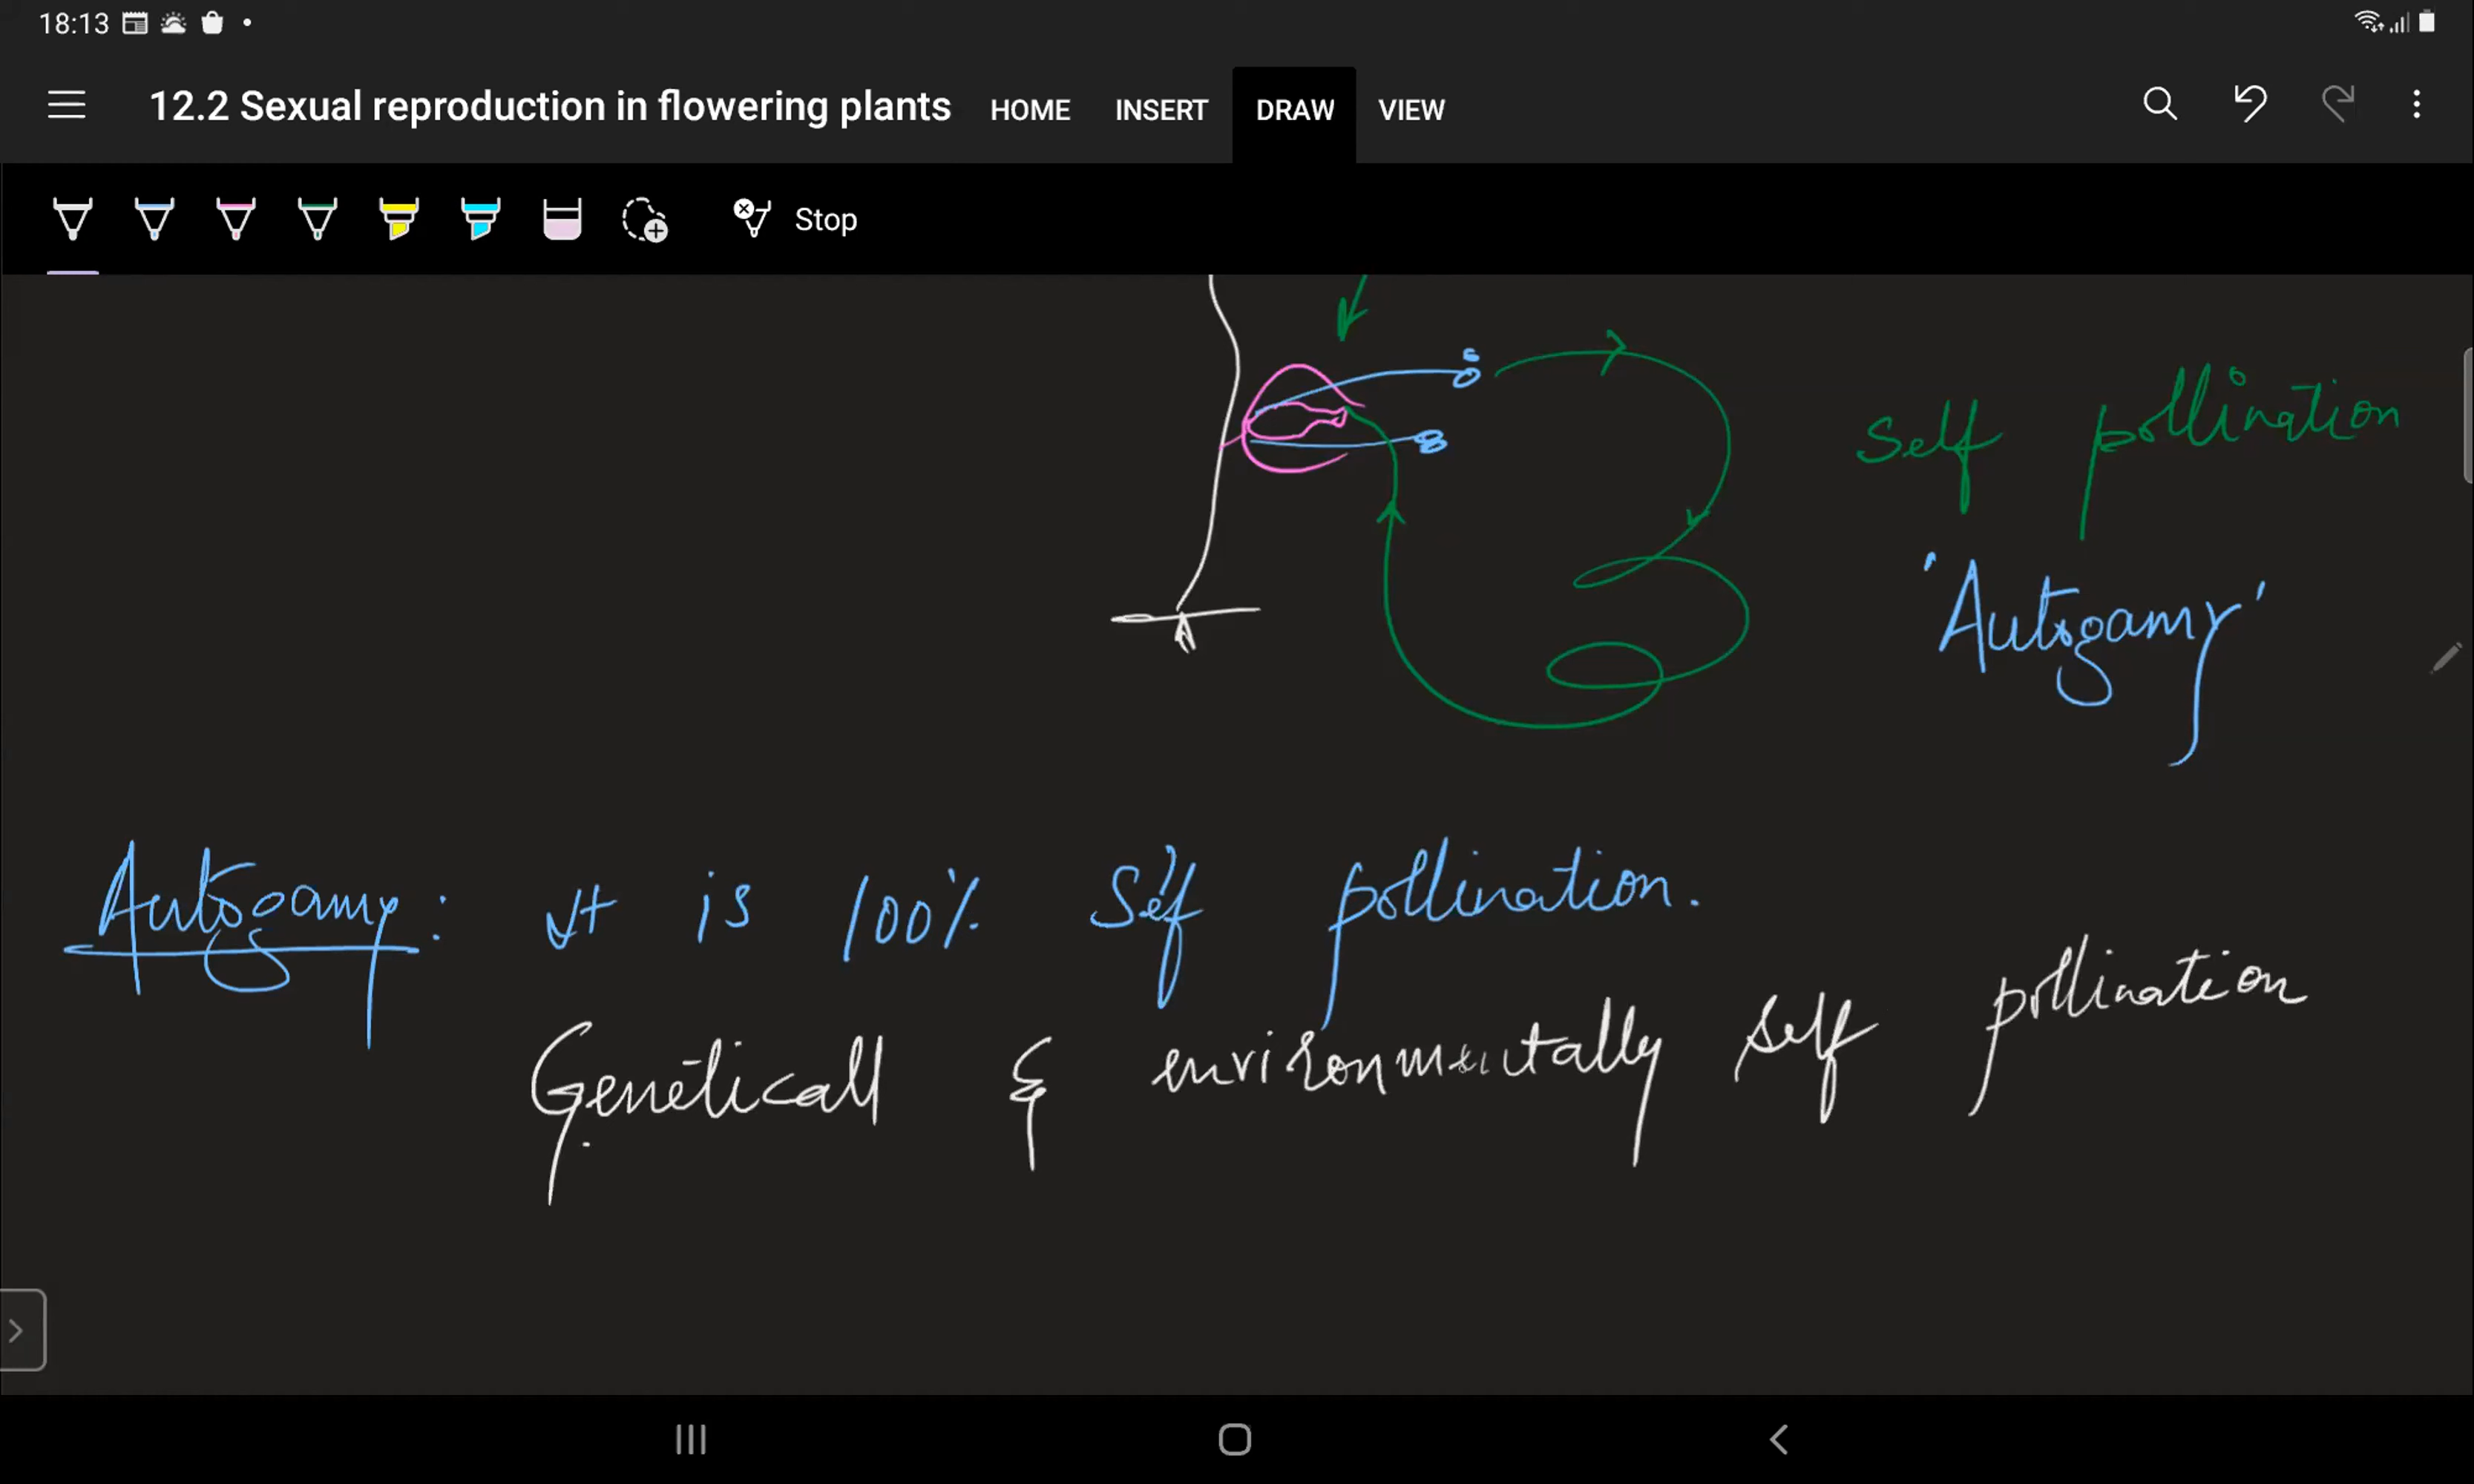 18:13
12.2 Sexual reproduction in flowering plants HOME INSERT DRAW VIEW
Stop
Self pollination
'Autogamy'
Autogamy: It is 100% Self pollination.
Geneticall & environmentally self pollination